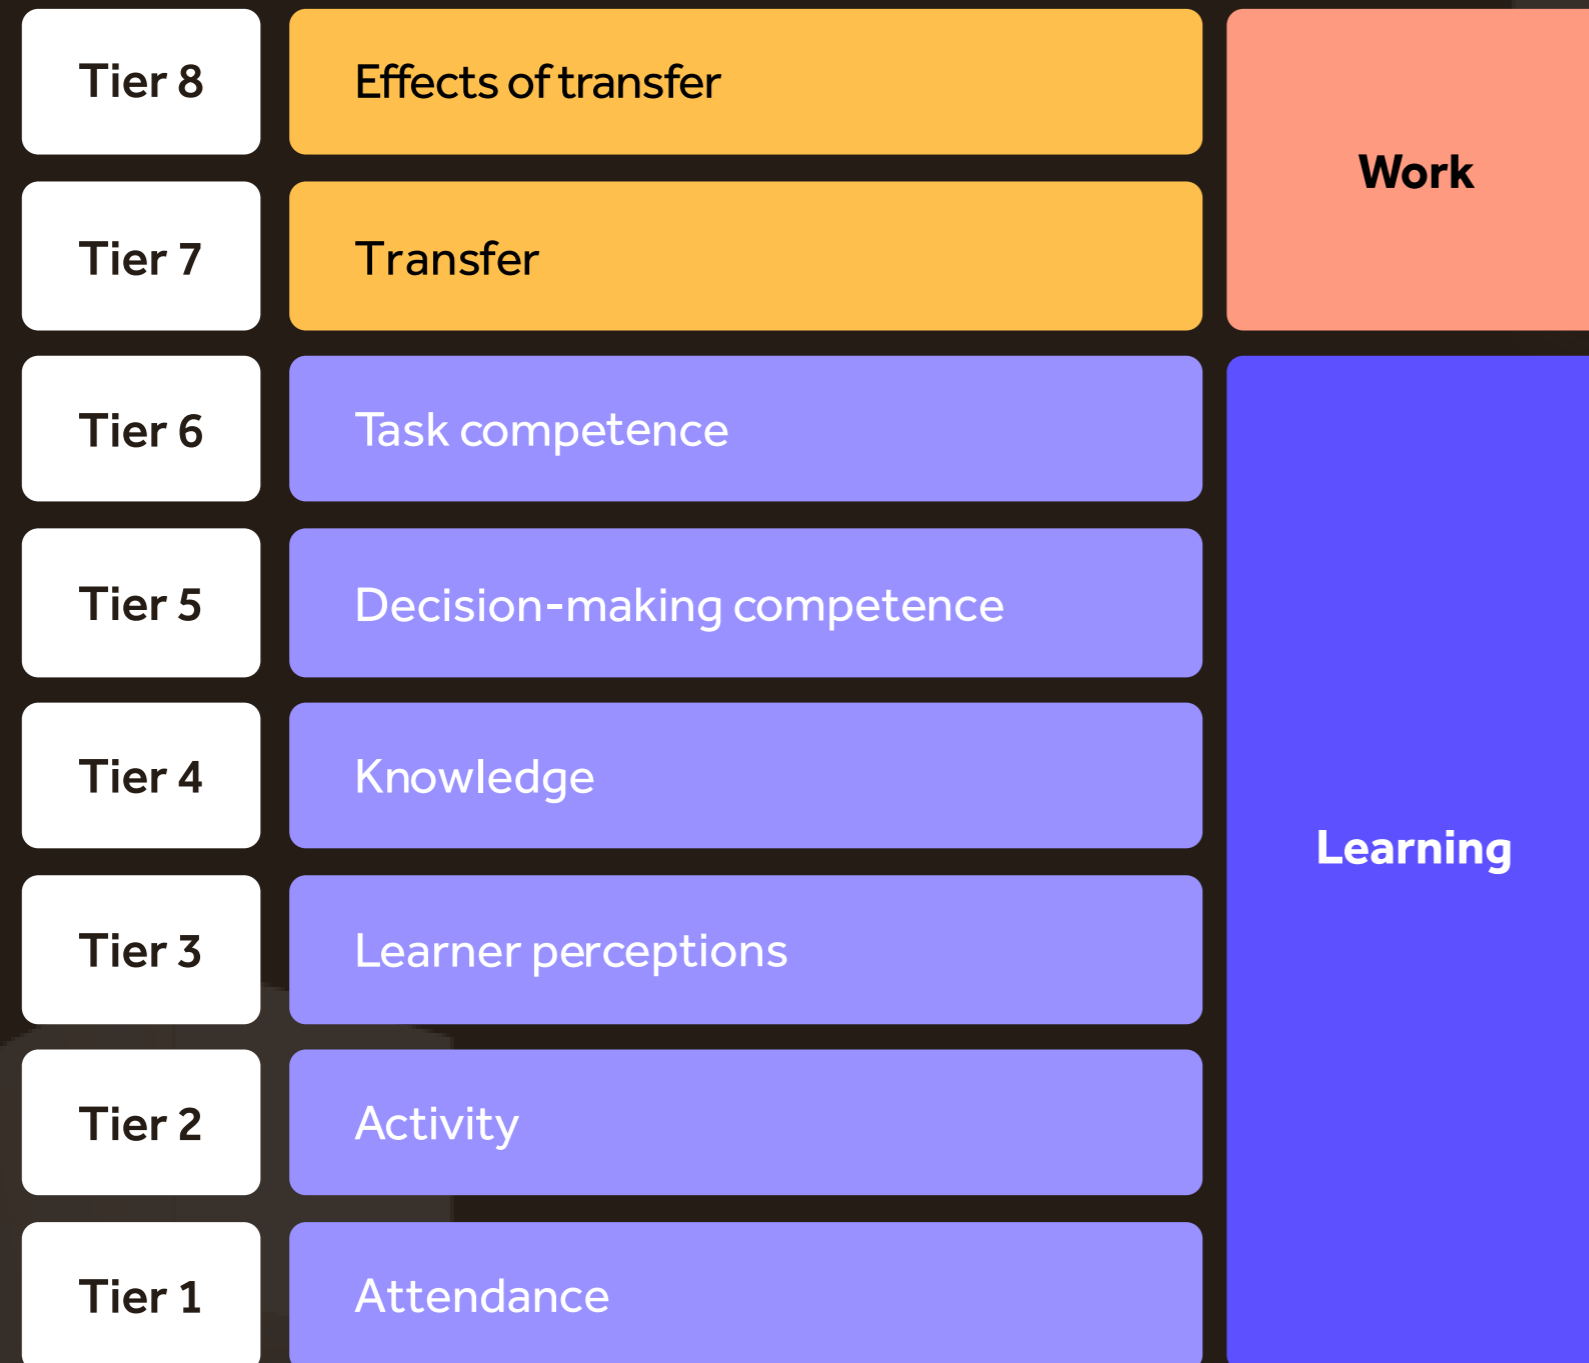 Tier 8
Effects of transfer
Work
Tier 7
Transfer
Tier 6
Task competence
Tier 5
Decision-making competence
Tier 4
Knowledge
Learning
Tier 3
Learner perceptions
Tier 2
Activity
Tier 1
Attendance